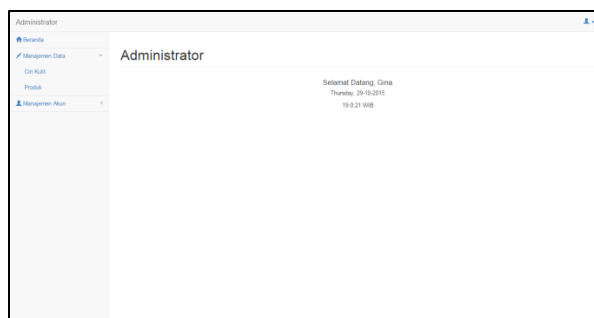 Administrator
Beranda
Manajemen Data
Ciri Kulit
Produk
Manajemen Akun
Administrator
Selamat Datang, Gina
Thursday, 29-10-2015
19:0:21 WIB